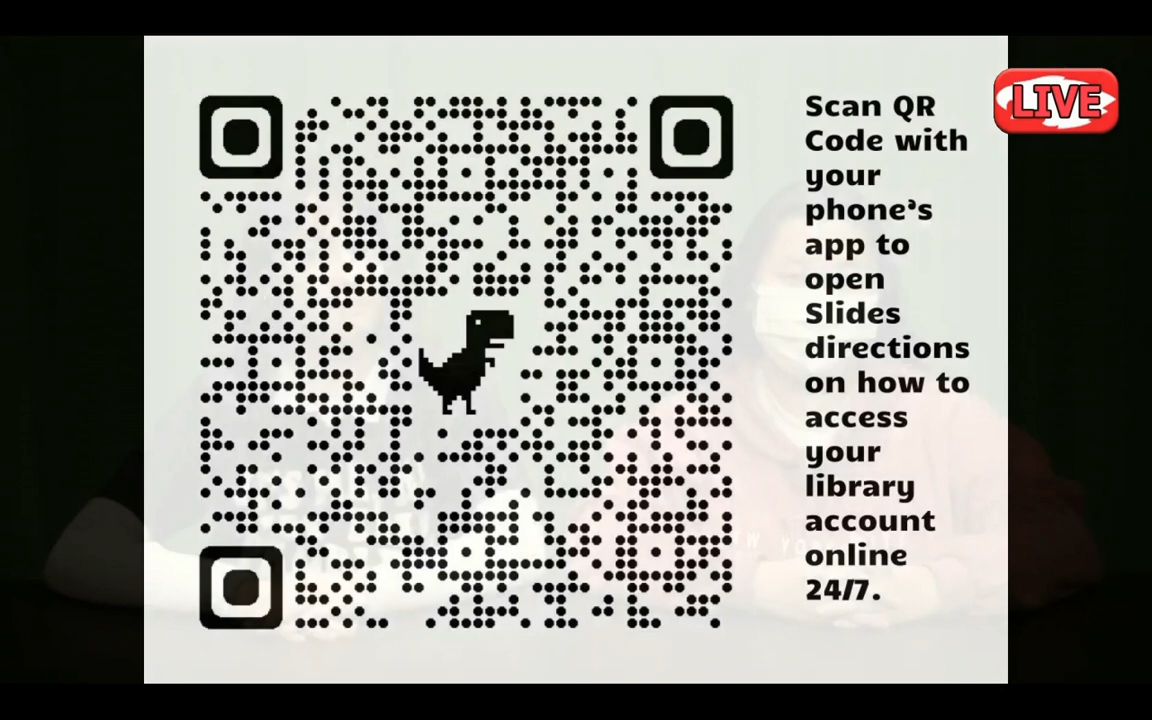 LIVE
Scan QR
Code with
your
phone's
app to
open
Slides
directions
on how to
access
your
library
account
online
24/7.